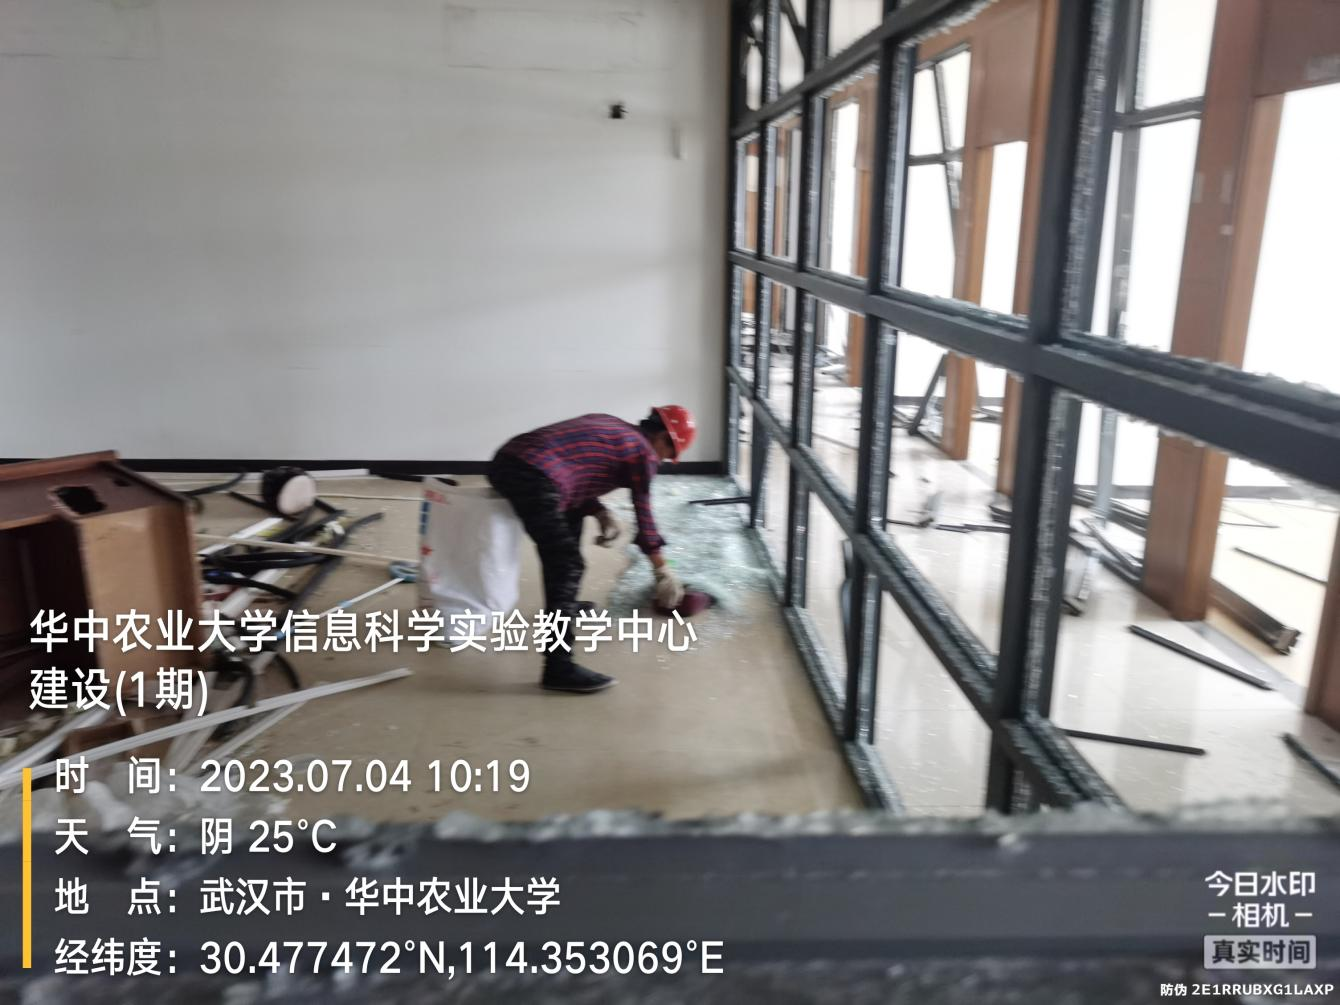 华中农业大学信息科学实验教学中心
建设(1期)
时 间：2023.07.04 10:19
天 气：阴 25°C
地 点：武汉市·华中农业大学
经纬度：30.477472°N,114.353069°E
今日水印
-相机-
真实时间
防伪 2E1RRUBXG1LAXP